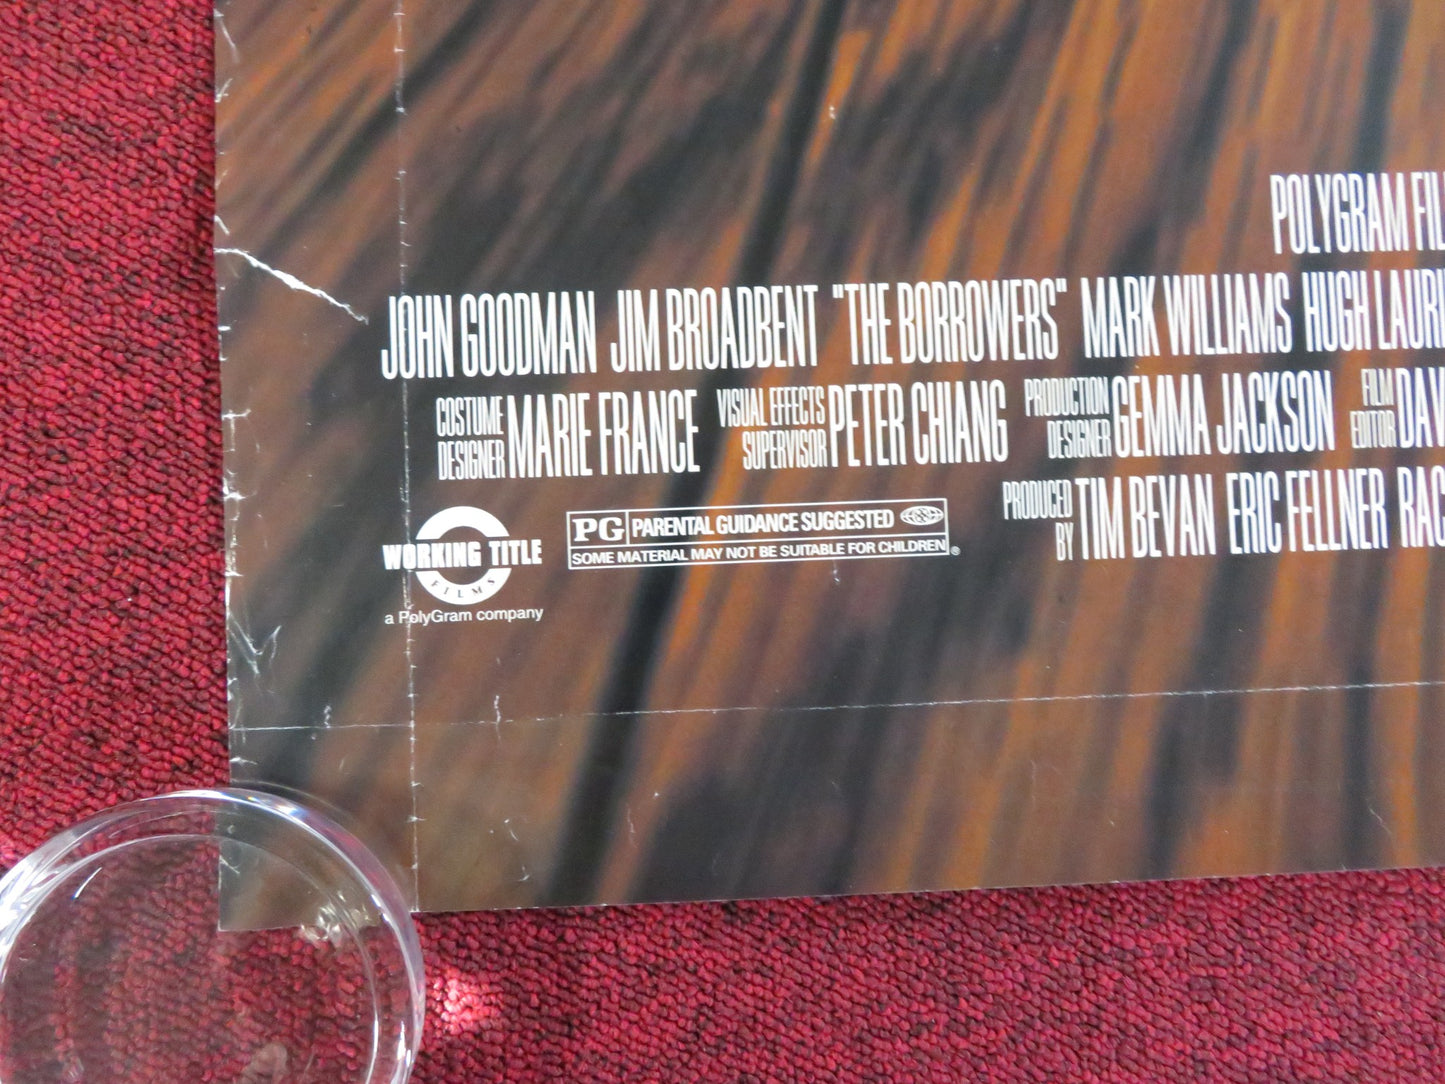 POLYGRAM FIL
JOHN GOODMAN JIM BROADBENT "THE BORROWERS" MARK WILLIAMS HUGH LAURI
COSTUME DESIGNER MARIE FRANCE VISUAL EFFECTS SUPERVISOR PETER CHIANG PRODUCTION DESIGNER GEMMA JACKSON FILM EDITOR DAV
PRODUCED BY TIM BEVAN ERIC FELLNER RAC
PG PARENTAL GUIDANCE SUGGESTED
SOME MATERIAL MAY NOT BE SUITABLE FOR CHILDREN ®
WORKING TITLE
FILMS
a PolyGram company